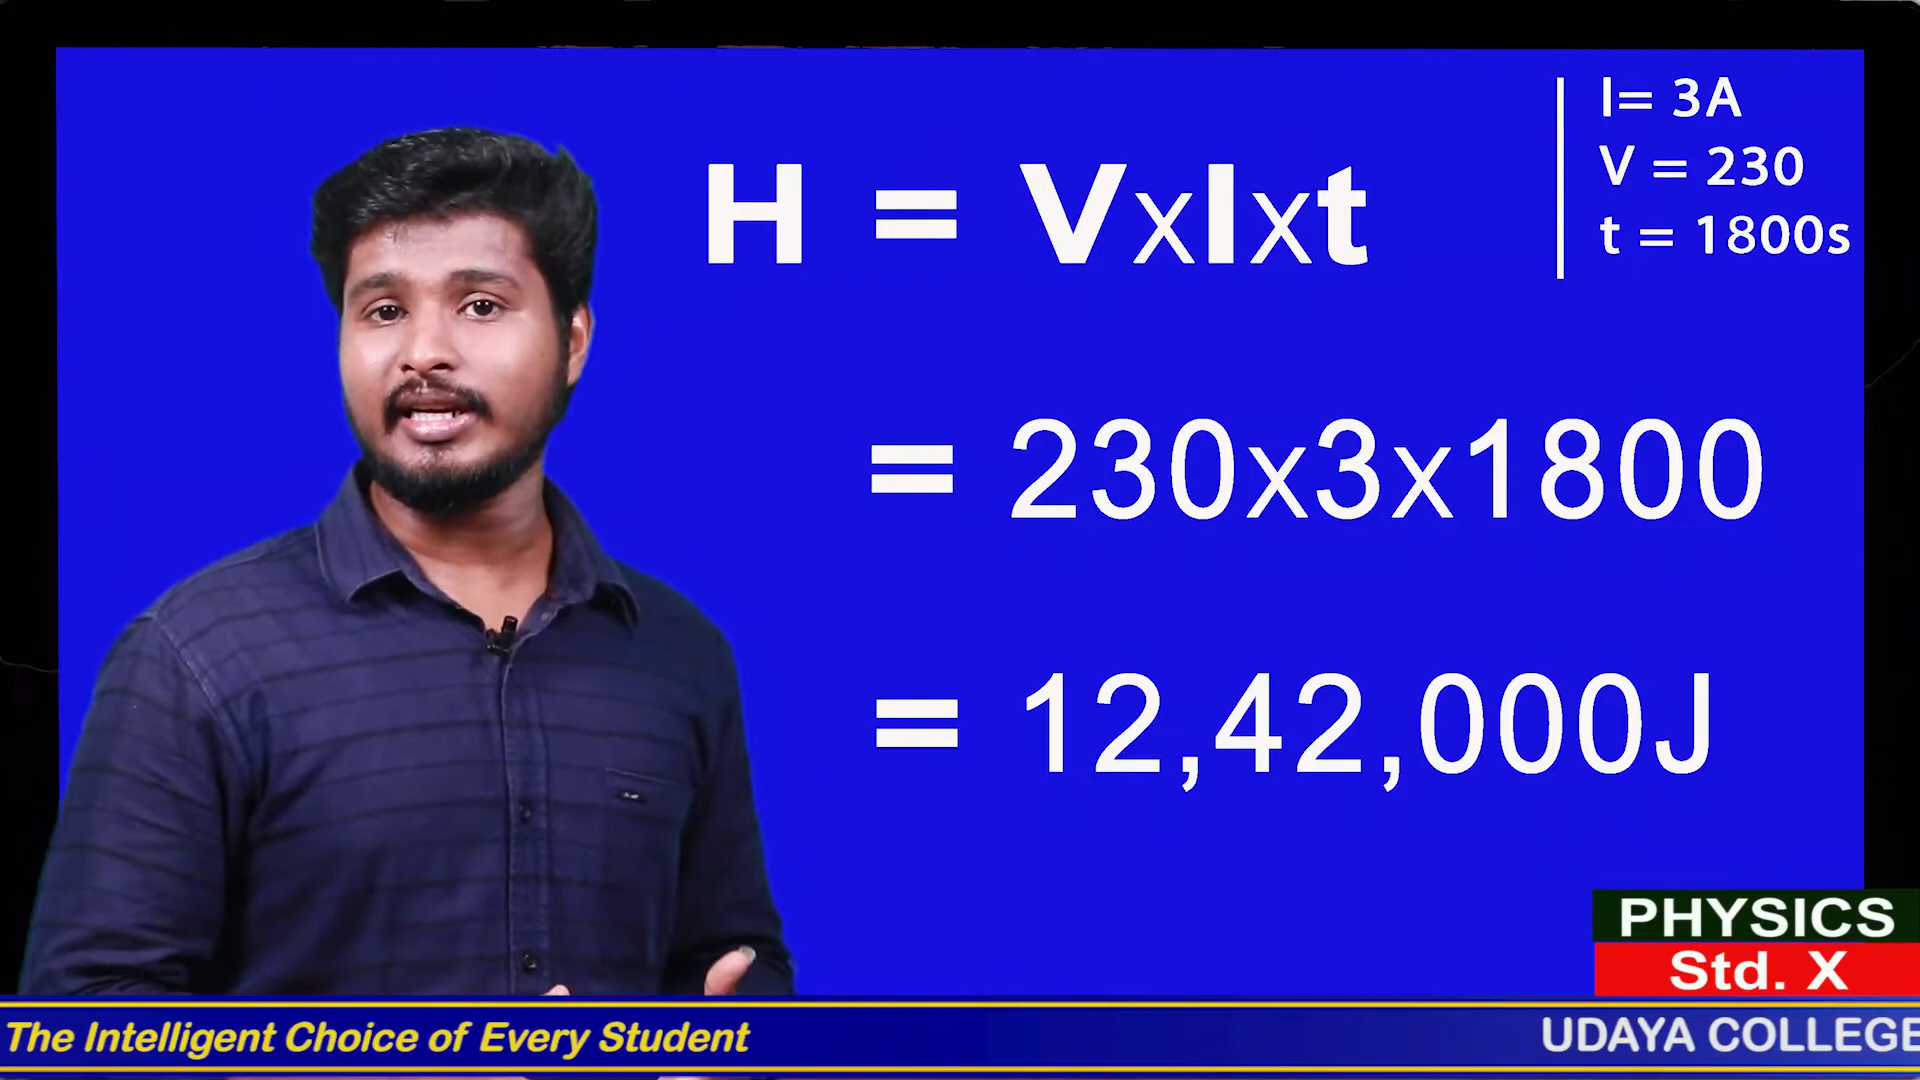 I= 3A
V = 230
t = 1800s
H = VxIxt
= 230x3x1800
= 12,42,000J
PHYSICS
Std. X
The Intelligent Choice of Every Student
UDAYA COLLEGE